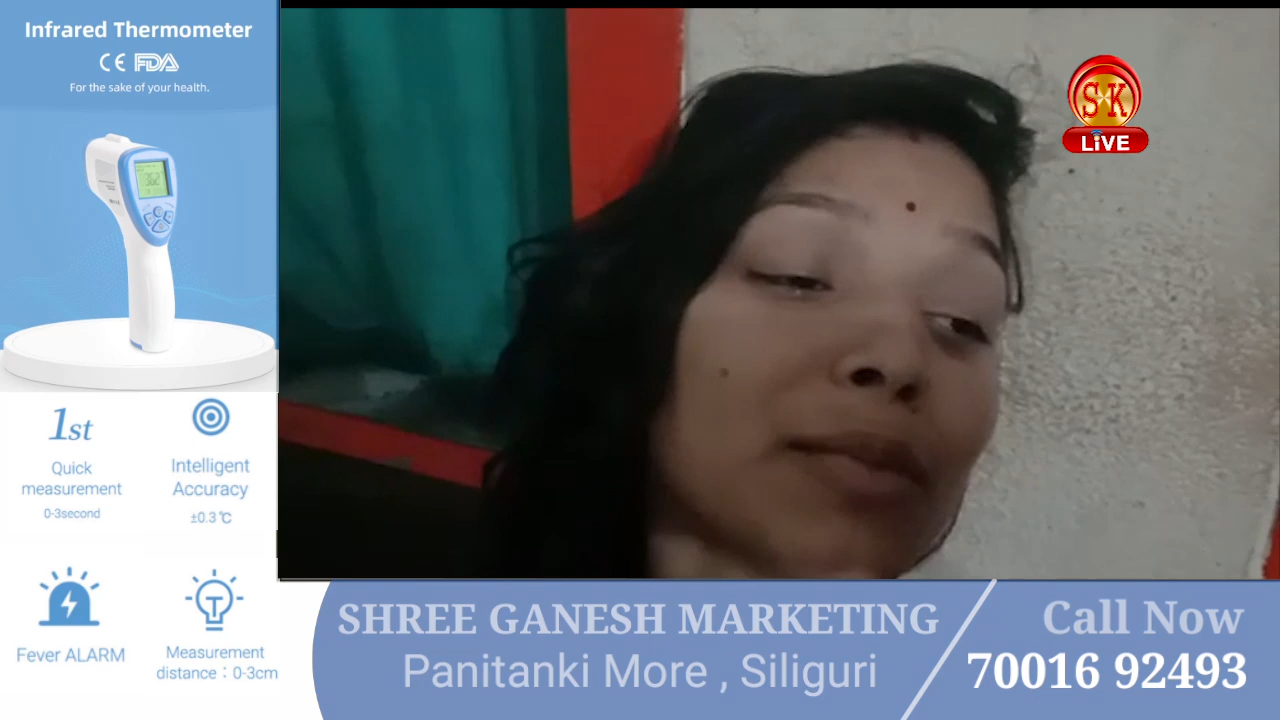 Infrared Thermometer
CE FDA
For the sake of your health.
1st
Quick
measurement
0-3second
Intelligent
Accuracy
±0.3℃
Fever ALARM
Measurement
distance：0-3cm
SK
LiVE
SHREE GANESH MARKETING
Panitanki More , Siliguri
Call Now
70016 92493